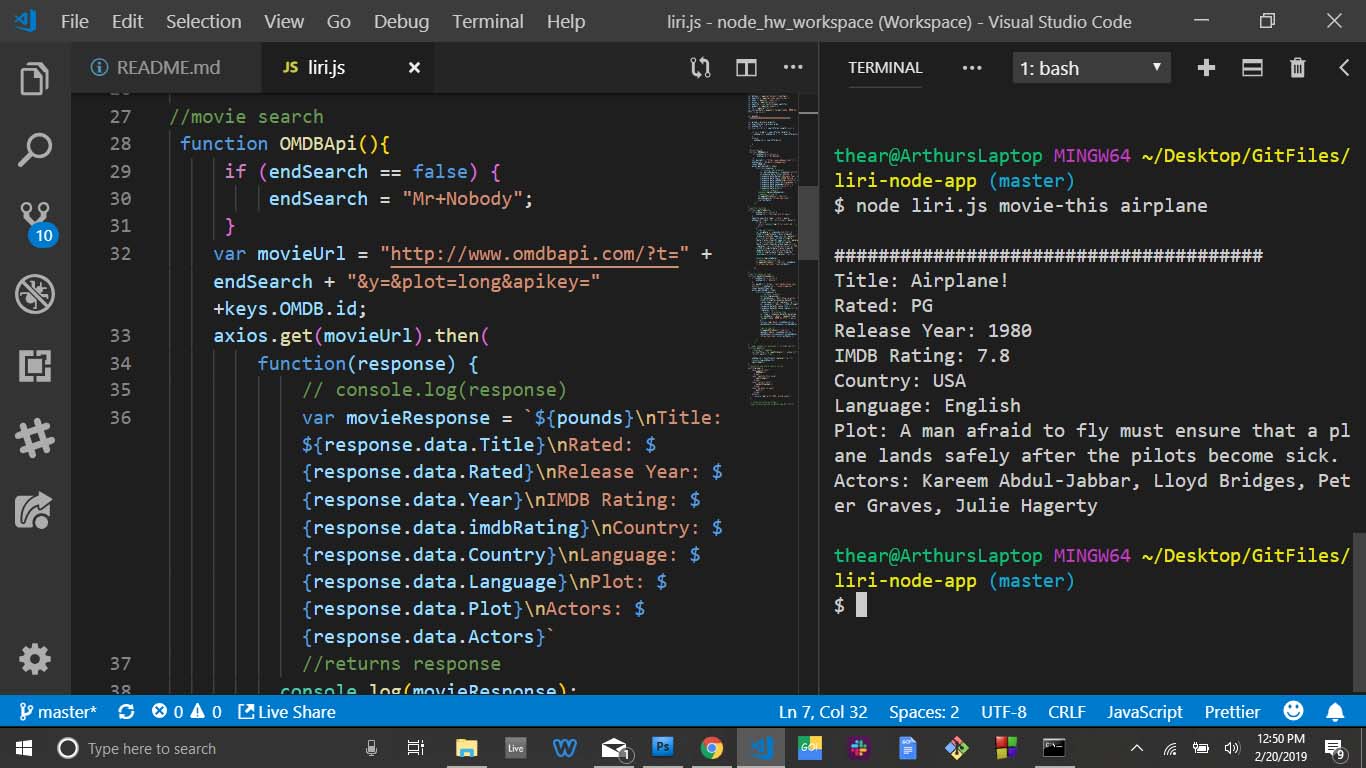 File Edit Selection View Go Debug Terminal Help liri.js - node_hw_workspace (Workspace) - Visual Studio Code
README.md
JS liri.js
27 //movie search
28 function OMDBApi(){
29 if (endSearch == false) {
30 endSearch = "Mr+Nobody";
31 }
32 var movieUrl = "http://www.omdbapi.com/?t=" +
endSearch + "&y=&plot=long&apikey="
+keys.OMDB.id;
33 axios.get(movieUrl).then(
34 function(response) {
35 // console.log(response)
36 var movieResponse = `${pounds}\nTitle:
${response.data.Title}\nRated: $
{response.data.Rated}\nRelease Year: $
{response.data.Year}\nIMDB Rating: $
{response.data.imdbRating}\nCountry: $
{response.data.Country}\nLanguage: $
{response.data.Language}\nPlot: $
{response.data.Plot}\nActors: $
{response.data.Actors}`
37 //returns response
38 console.log(movieResponse);
10
TERMINAL
1: bash
thear@ArthursLaptop MINGW64 ~/Desktop/GitFiles/
liri-node-app (master)
$ node liri.js movie-this airplane
#######################################
Title: Airplane!
Rated: PG
Release Year: 1980
IMDB Rating: 7.8
Country: USA
Language: English
Plot: A man afraid to fly must ensure that a pl
ane lands safely after the pilots become sick.
Actors: Kareem Abdul-Jabbar, Lloyd Bridges, Pet
er Graves, Julie Hagerty
thear@ArthursLaptop MINGW64 ~/Desktop/GitFiles/
liri-node-app (master)
$
master* 0 0 Live Share Ln 7, Col 32 Spaces: 2 UTF-8 CRLF JavaScript Prettier
Type here to search
Live
1
Ps
GO!
12:50 PM
2/20/2019
9